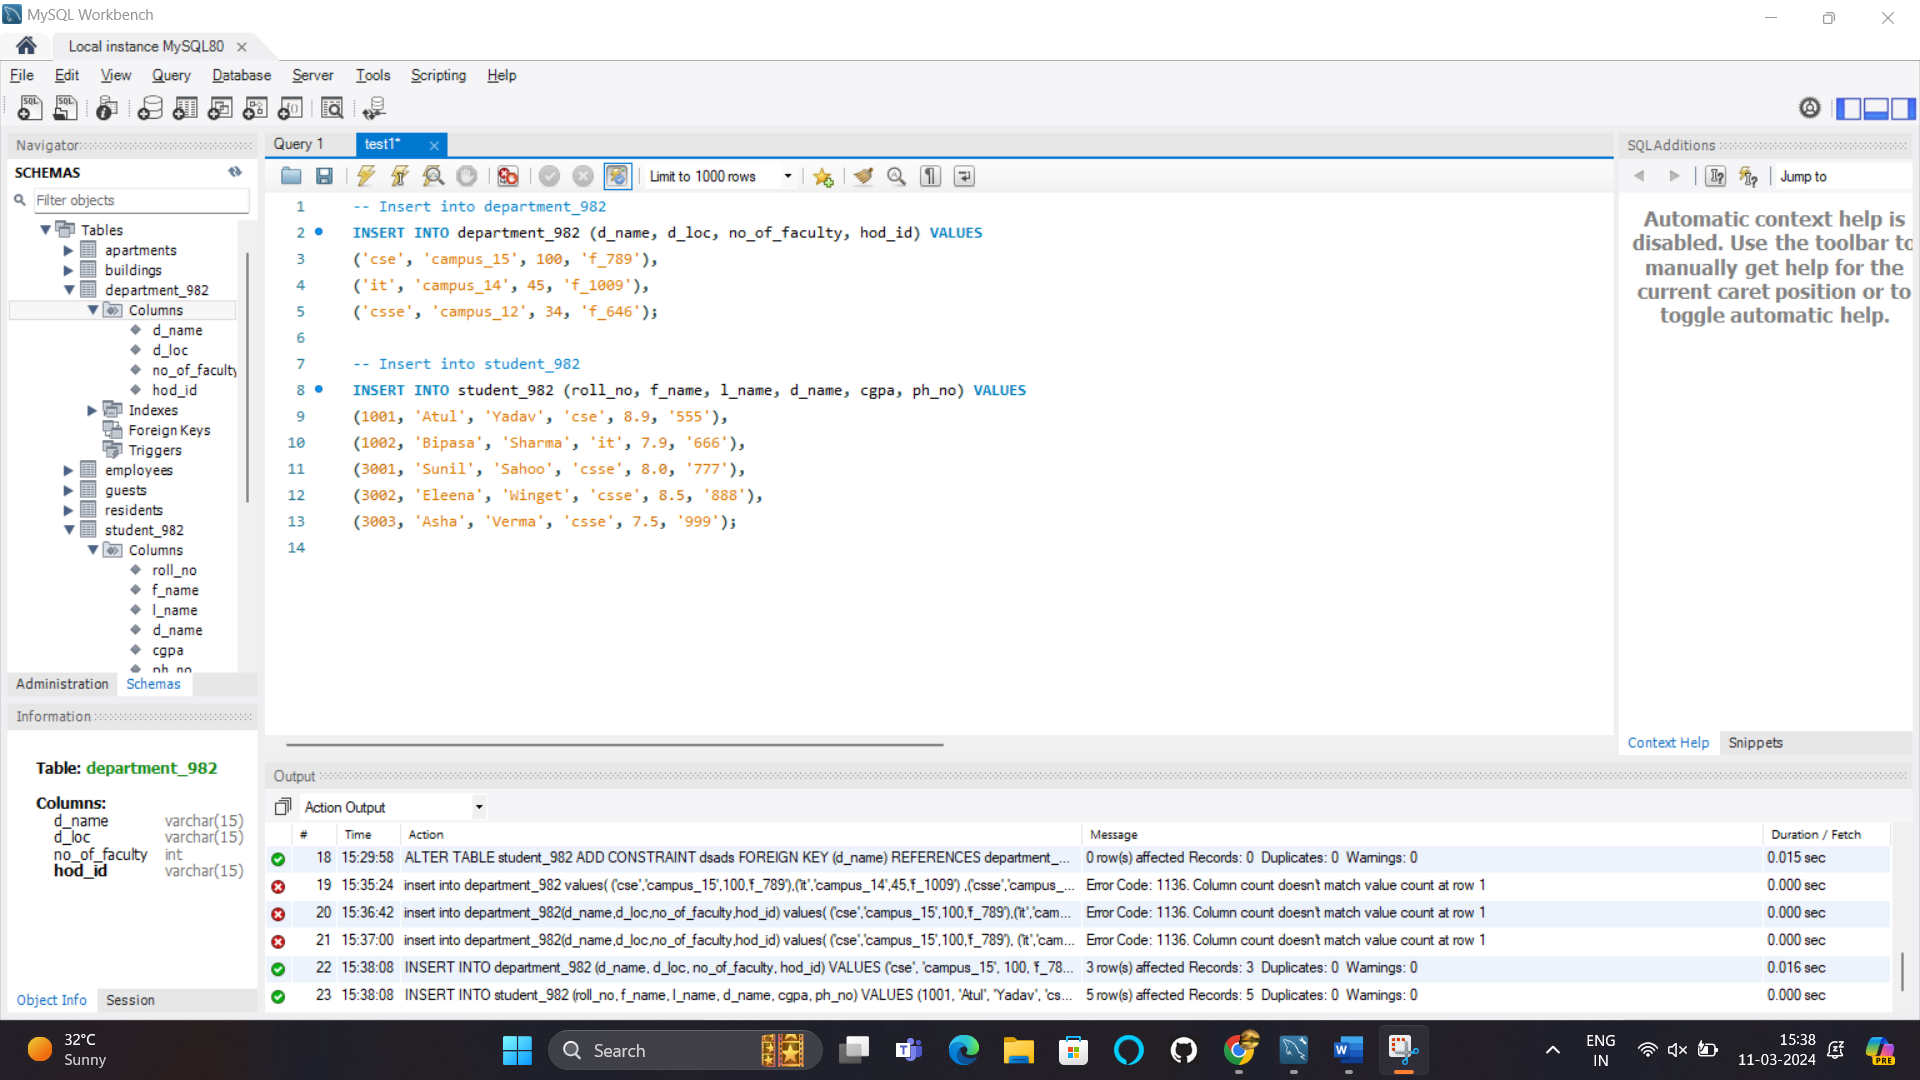 MySQL Workbench
Local instance MySQL80
File Edit View Query Database Server Tools Scripting Help
Navigator
SCHEMAS
Filter objects
Tables
apartments
buildings
department_982
Columns
d_name
d_loc
no_of_faculty
hod_id
Indexes
Foreign Keys
Triggers
employees
guests
residents
student_982
Columns
roll_no
f_name
l_name
d_name
cgpa
ph_no
Administration Schemas
Information
Table: department_982
Columns:
d_name varchar(15)
d_loc varchar(15)
no_of_faculty int
hod_id varchar(15)
Object Info Session
Query 1 test1*
Limit to 1000 rows
1 -- Insert into department_982
2 INSERT INTO department_982 (d_name, d_loc, no_of_faculty, hod_id) VALUES
3 ('cse', 'campus_15', 100, 'f_789'),
4 ('it', 'campus_14', 45, 'f_1009'),
5 ('csse', 'campus_12', 34, 'f_646');
6
7 -- Insert into student_982
8 INSERT INTO student_982 (roll_no, f_name, l_name, d_name, cgpa, ph_no) VALUES
9 (1001, 'Atul', 'Yadav', 'cse', 8.9, '555'),
10 (1002, 'Bipasa', 'Sharma', 'it', 7.9, '666'),
11 (3001, 'Sunil', 'Sahoo', 'csse', 8.0, '777'),
12 (3002, 'Eleena', 'Winget', 'csse', 8.5, '888'),
13 (3003, 'Asha', 'Verma', 'csse', 7.5, '999');
14
SQLAdditions
Jump to
Automatic context help is
disabled. Use the toolbar to
manually get help for the
current caret position or to
toggle automatic help.
Context Help Snippets
Output
Action Output
# Time Action Message Duration / Fetch
18 15:29:58 ALTER TABLE student_982 ADD CONSTRAINT dsads FOREIGN KEY (d_name) REFERENCES department_... 0 row(s) affected Records: 0 Duplicates: 0 Warnings: 0 0.015 sec
19 15:35:24 insert into department_982 values( ('cse','campus_15',100,'f_789'),('it','campus_14',45,'f_1009') ,('csse','campus_... Error Code: 1136. Column count doesn't match value count at row 1 0.000 sec
20 15:36:42 insert into department_982(d_name,d_loc,no_of_faculty,hod_id) values( ('cse','campus_15',100,'f_789'),('it','cam... Error Code: 1136. Column count doesn't match value count at row 1 0.000 sec
21 15:37:00 insert into department_982(d_name,d_loc,no_of_faculty,hod_id) values( ('cse','campus_15',100,'f_789'), ('it','cam... Error Code: 1136. Column count doesn't match value count at row 1 0.000 sec
22 15:38:08 INSERT INTO department_982 (d_name, d_loc, no_of_faculty, hod_id) VALUES ('cse', 'campus_15', 100, 'f_78... 3 row(s) affected Records: 3 Duplicates: 0 Warnings: 0 0.016 sec
23 15:38:08 INSERT INTO student_982 (roll_no, f_name, l_name, d_name, cgpa, ph_no) VALUES (1001, 'Atul', 'Yadav', 'cs... 5 row(s) affected Records: 5 Duplicates: 0 Warnings: 0 0.000 sec
32°C
Sunny
Search
ENG
IN
15:38
11-03-2024
PRE